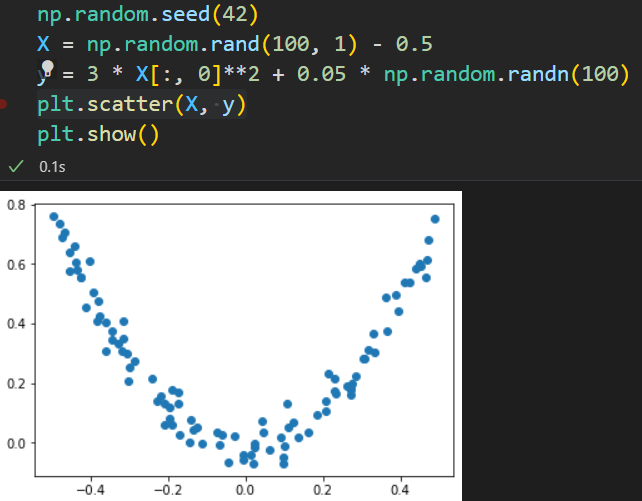 np.random.seed(42)
X = np.random.rand(100, 1) - 0.5
y = 3 * X[:, 0]**2 + 0.05 * np.random.randn(100)
plt.scatter(X, y)
plt.show()
0.1s
0.8
0.6
0.4
0.2
0.0
−0.4 −0.2 0.0 0.2 0.4